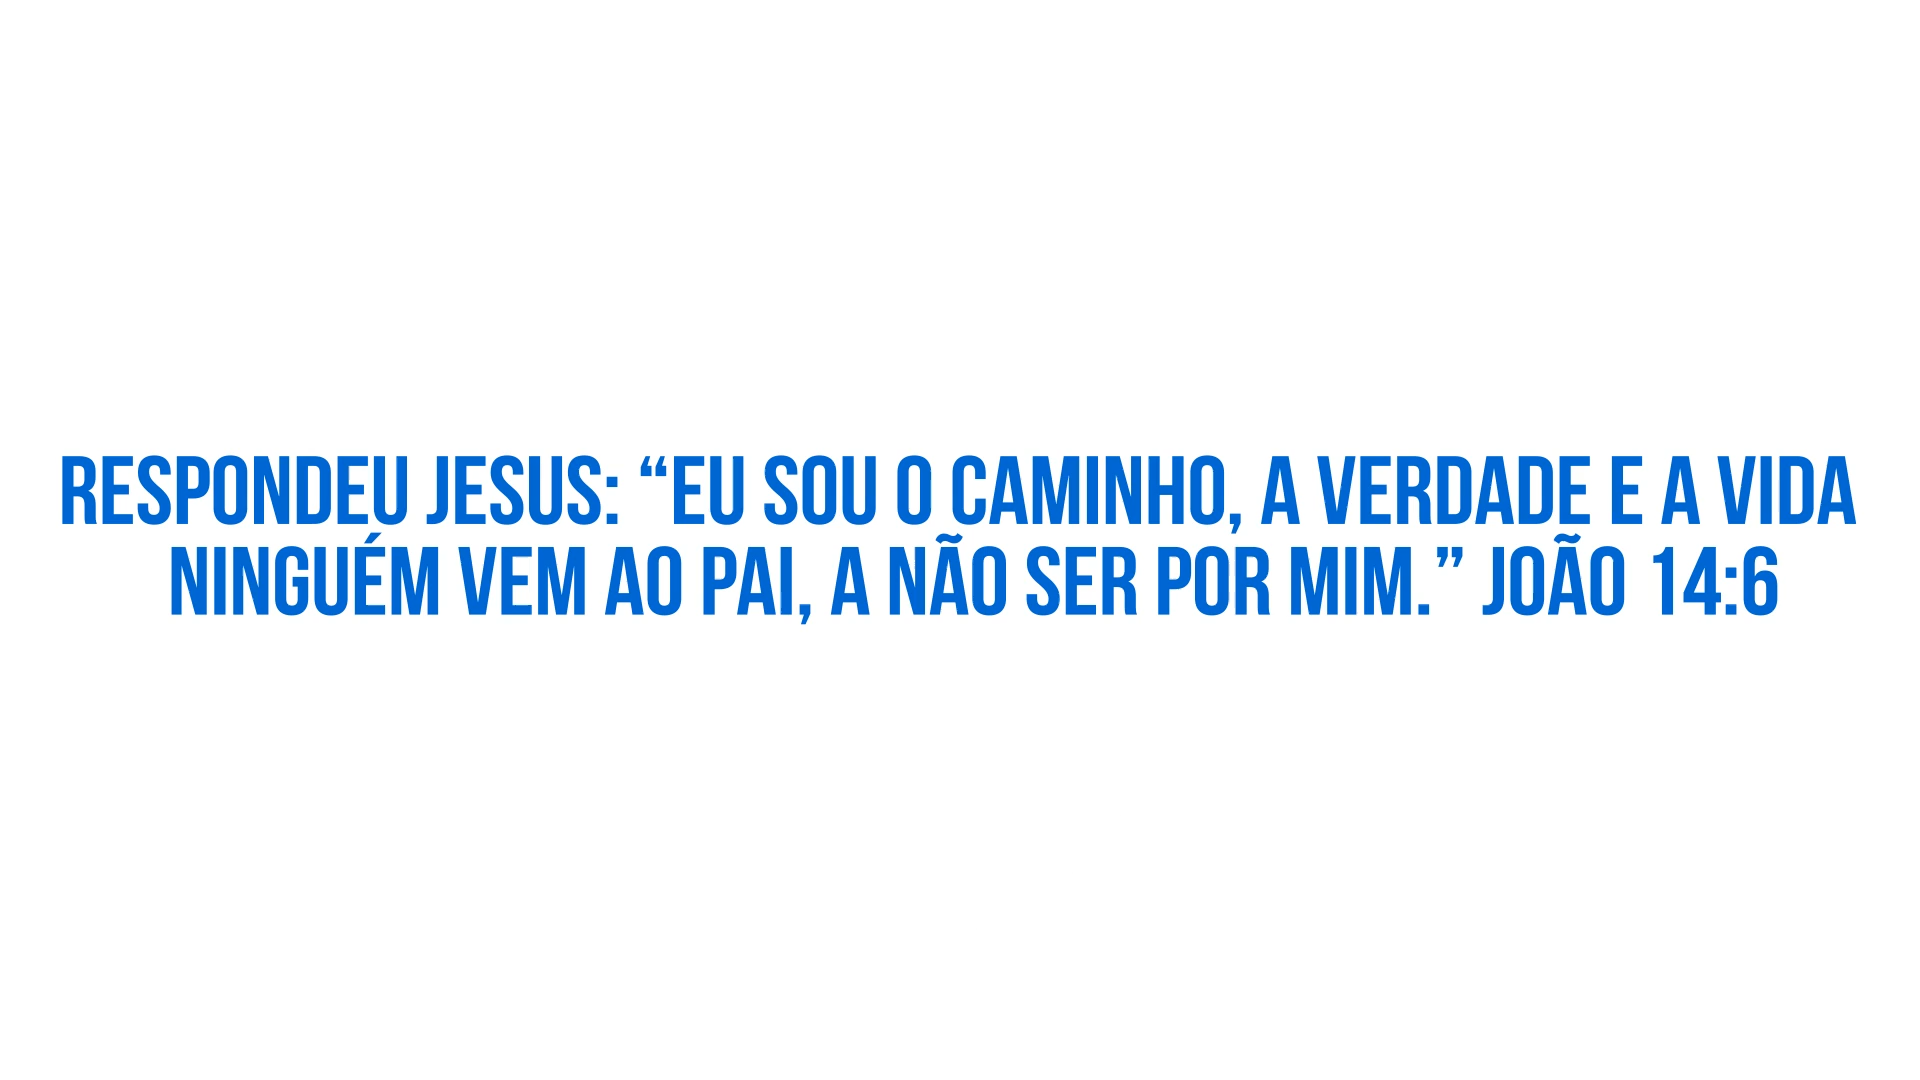 RESPONDEU JESUS: “EU SOU O CAMINHO, A VERDADE E A VIDA
NINGUÉM VEM AO PAI, A NÃO SER POR MIM.” JOÃO 14:6